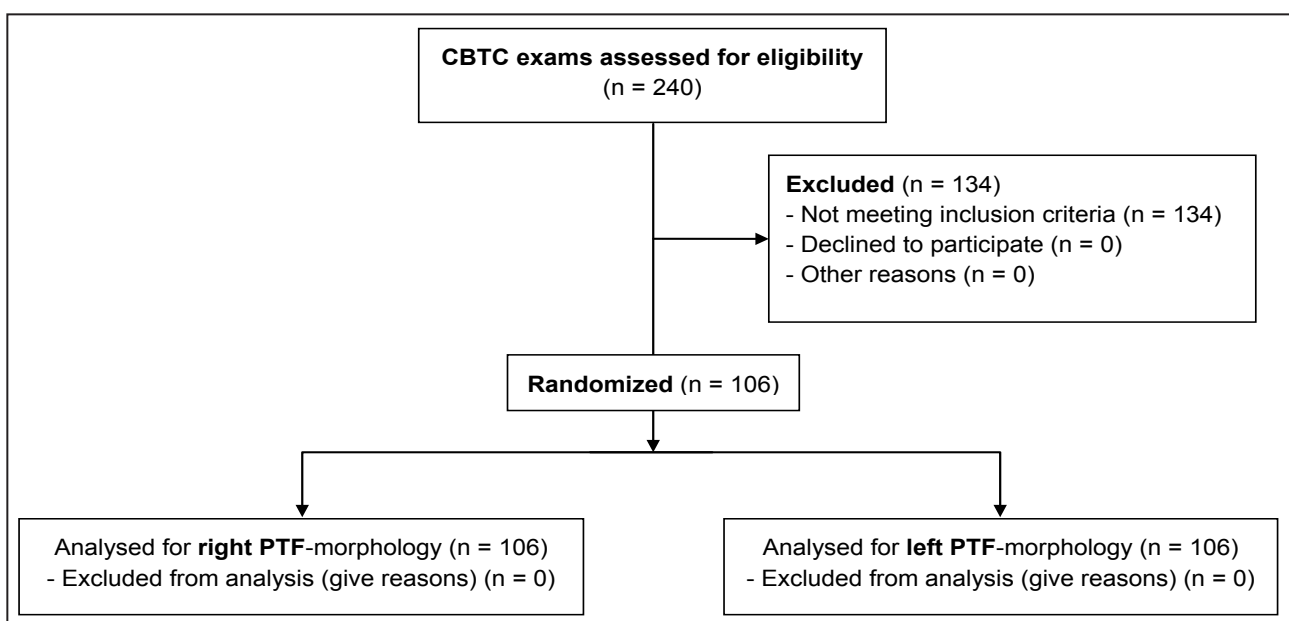 CBTC exams assessed for eligibility
(n = 240)
Excluded (n = 134)
- Not meeting inclusion criteria (n = 134)
- Declined to participate (n = 0)
- Other reasons (n = 0)
Randomized (n = 106)
Analysed for right PTF-morphology (n = 106)
- Excluded from analysis (give reasons) (n = 0)
Analysed for left PTF-morphology (n = 106)
- Excluded from analysis (give reasons) (n = 0)